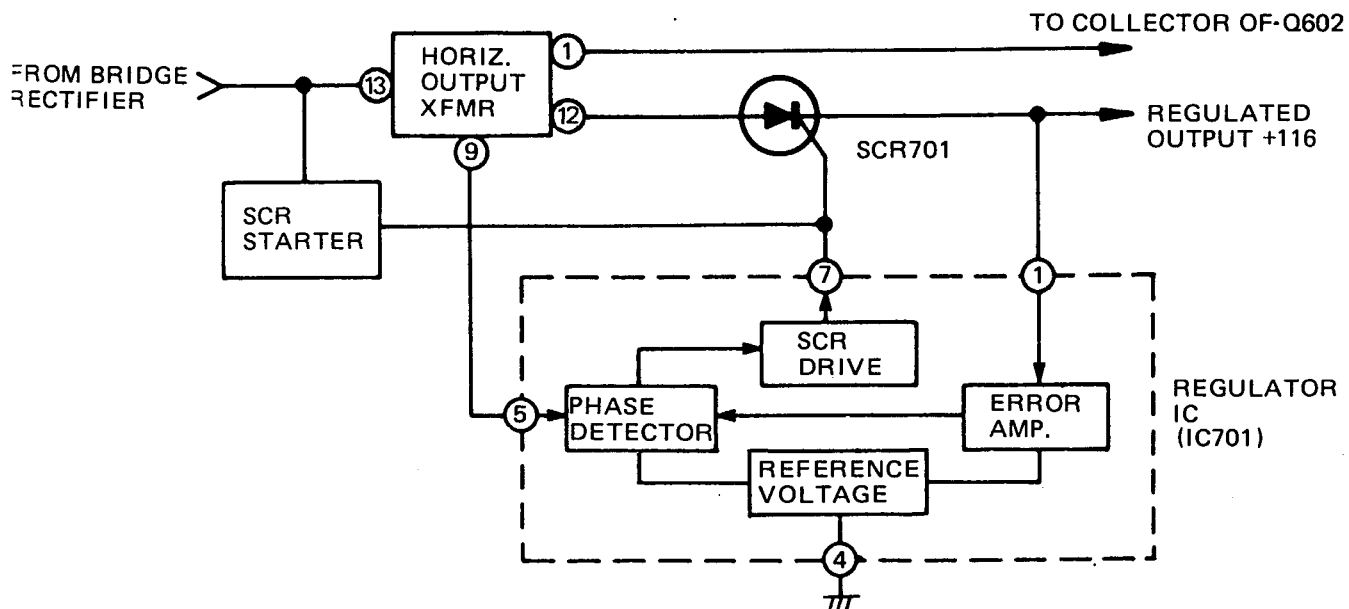 TO COLLECTOR OF-Q602
HORIZ.
OUTPUT
XFMR
1
13
12
9
FROM BRIDGE
RECTIFIER
REGULATED
OUTPUT +116
SCR701
SCR
STARTER
7
1
SCR
DRIVE
REGULATOR
IC
(IC701)
5
PHASE
DETECTOR
ERROR
AMP.
REFERENCE
VOLTAGE
4